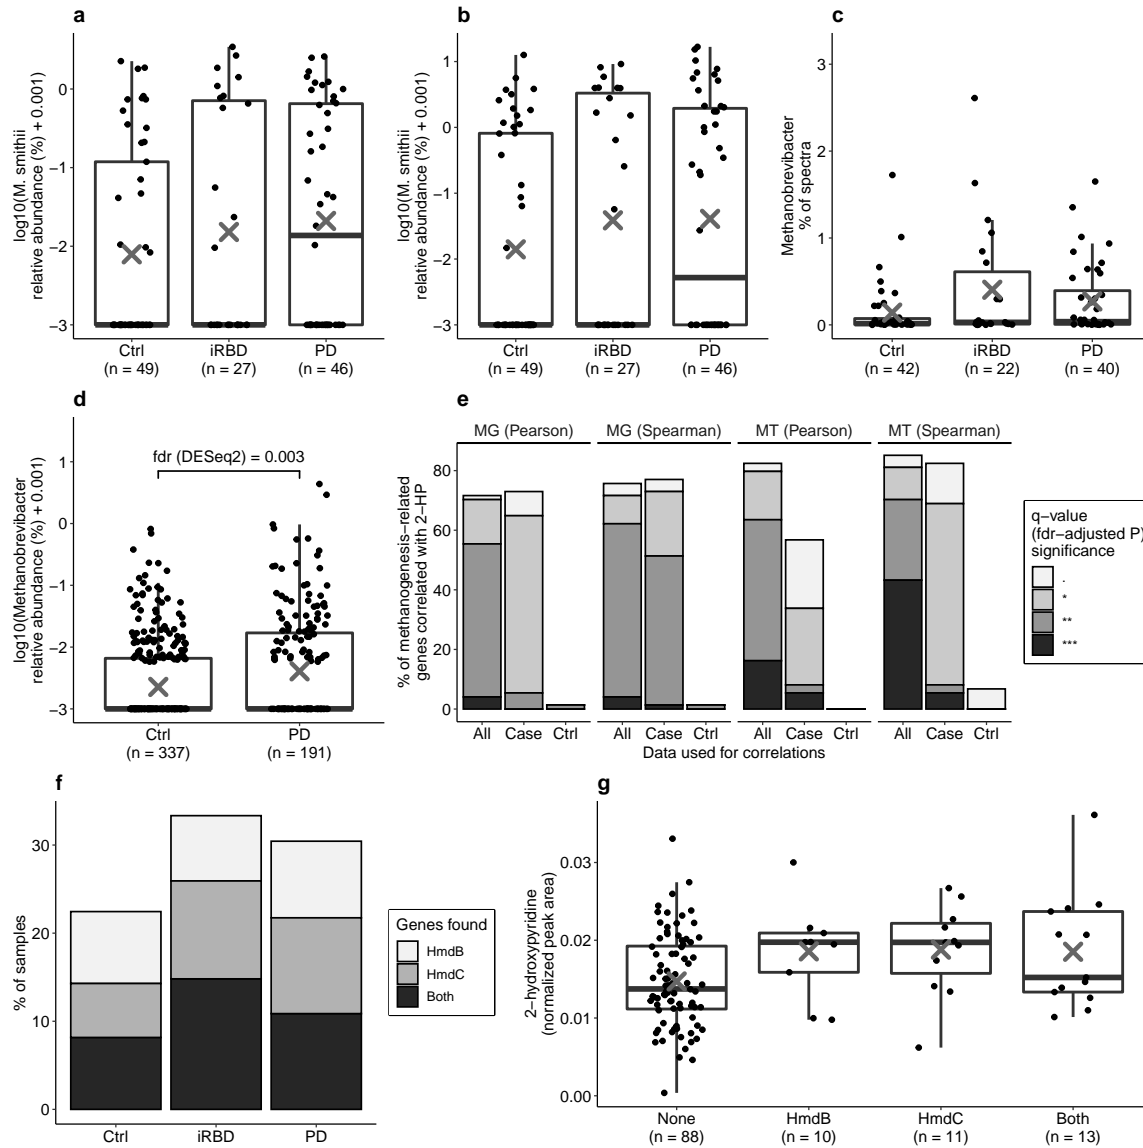 a
log10(M. smithii
relative abundance (%) + 0.001)
0
−1
−2
−3
Ctrl
(n = 49)
iRBD
(n = 27)
PD
(n = 46)
b
log10(M. smithii
relative abundance (%) + 0.001)
1
0
−1
−2
−3
Ctrl
(n = 49)
iRBD
(n = 27)
PD
(n = 46)
c
Methanobrevibacter
% of spectra
3
2
1
0
Ctrl
(n = 42)
iRBD
(n = 22)
PD
(n = 40)
d
log10(Methanobrevibacter
relative abundance (%) + 0.001)
1
0
−1
−2
−3
fdr (DESeq2) = 0.003
Ctrl
(n = 337)
PD
(n = 191)
e
% of methanogenesis−related
genes correlated with 2−HP
80
60
40
20
0
MG (Pearson)
MG (Spearman)
MT (Pearson)
MT (Spearman)
All Case Ctrl
All Case Ctrl
All Case Ctrl
All Case Ctrl
Data used for correlations
q−value
(fdr−adjusted P)
significance
.
*
**
***
f
% of samples
30
20
10
0
Ctrl
iRBD
PD
Genes found
HmdB
HmdC
Both
g
2−hydroxypyridine
(normalized peak area)
0.03
0.02
0.01
0.00
None
(n = 88)
HmdB
(n = 10)
HmdC
(n = 11)
Both
(n = 13)